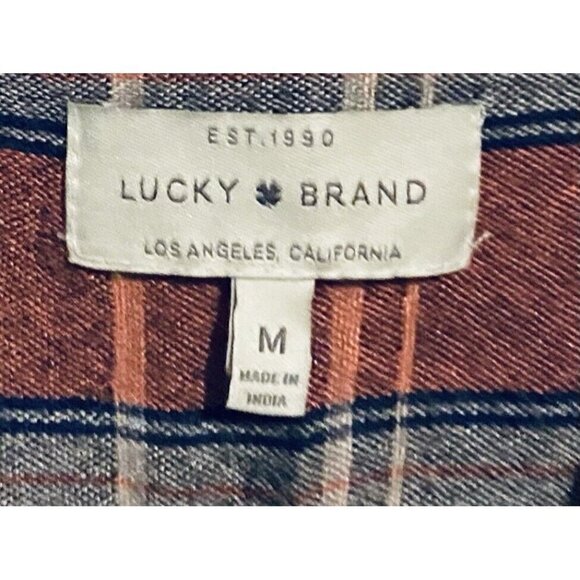 EST.1990
LUCKY BRAND
LOS ANGELES, CALIFORNIA
M
MADE IN
INDIA